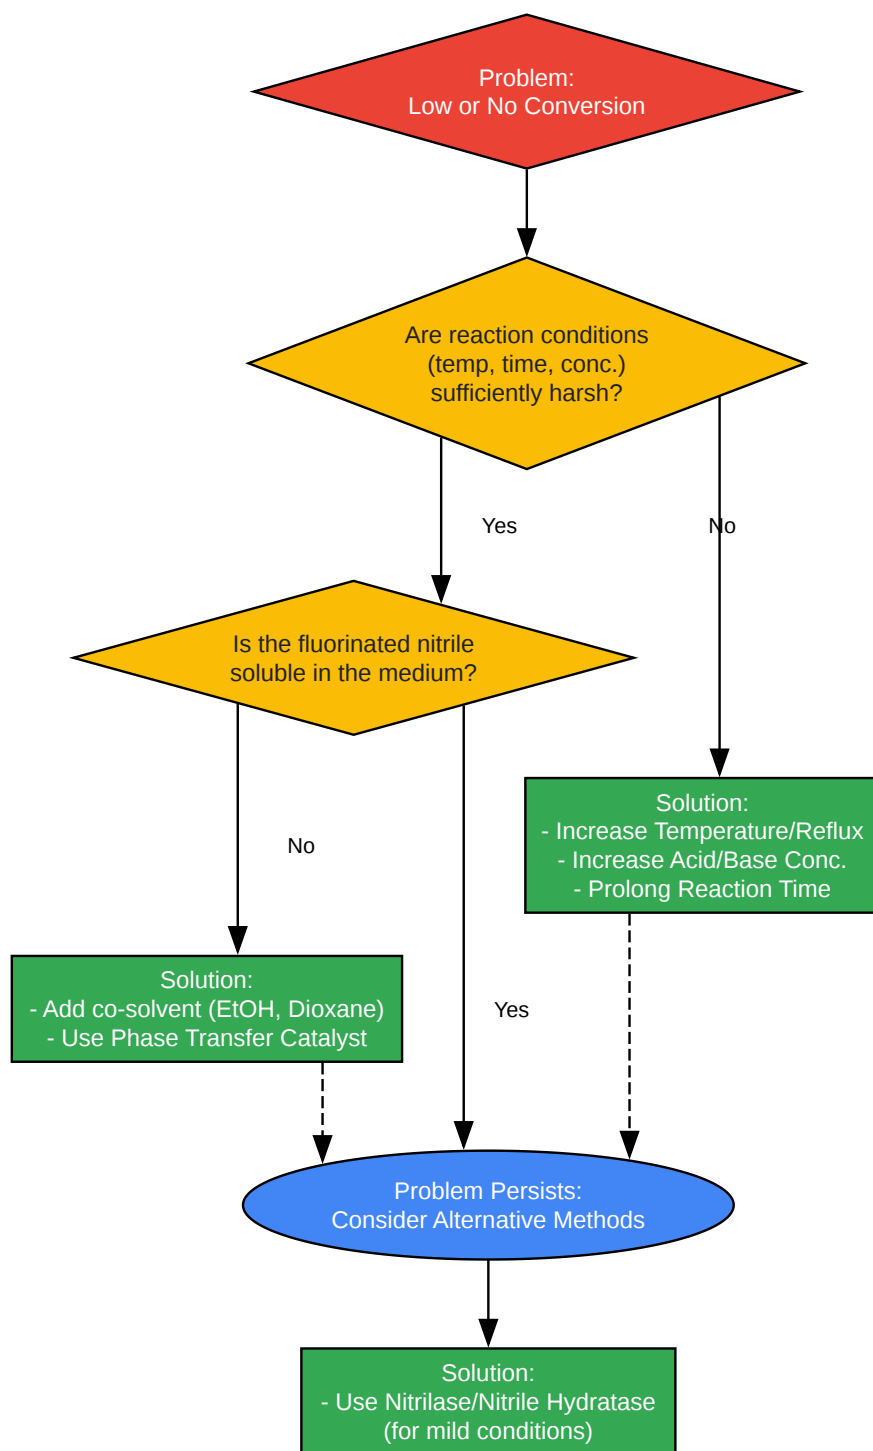 Problem:
Low or No Conversion
Are reaction conditions
(temp, time, conc.)
sufficiently harsh?
Yes
No
Is the fluorinated nitrile
soluble in the medium?
Solution:
- Increase Temperature/Reflux
- Increase Acid/Base Conc.
- Prolong Reaction Time
No
Solution:
- Add co-solvent (EtOH, Dioxane)
- Use Phase Transfer Catalyst
Yes
Problem Persists:
Consider Alternative Methods
Solution:
- Use Nitrilase/Nitrile Hydratase
(for mild conditions)